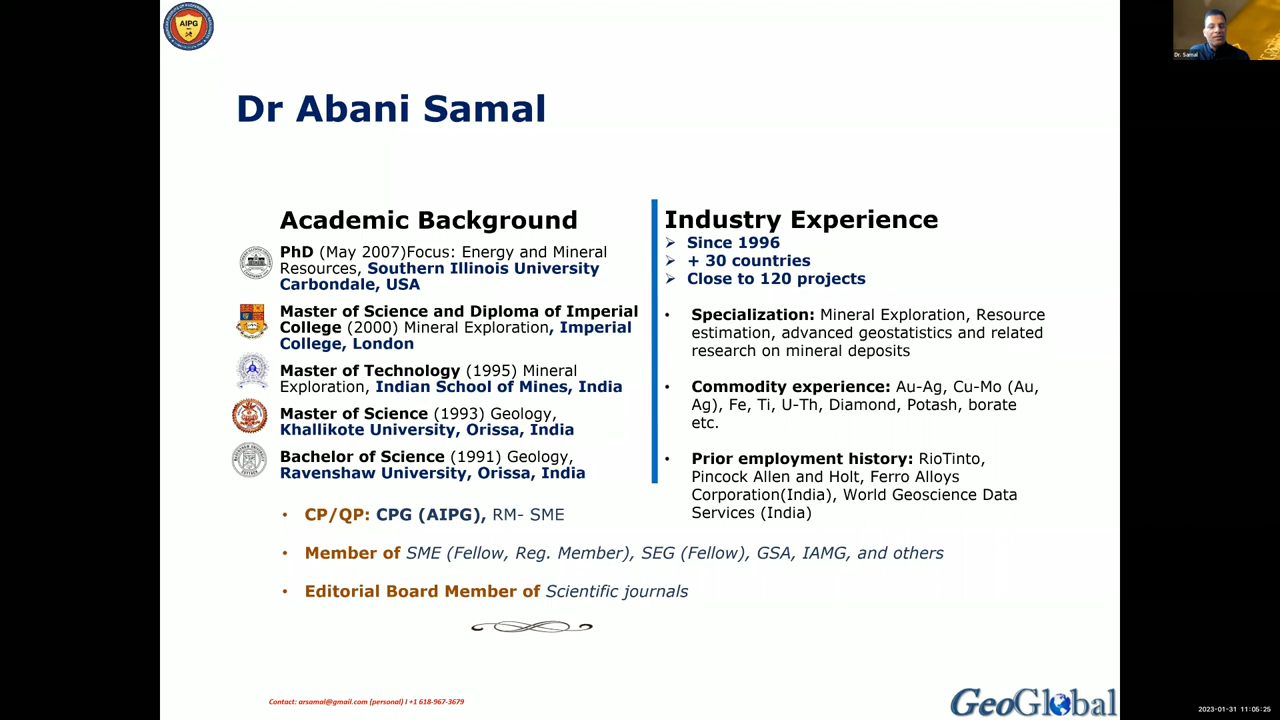 AIPG
Dr. Samal
Dr Abani Samal
Academic Background
PhD (May 2007)Focus: Energy and Mineral
Resources, Southern Illinois University
Carbondale, USA
Master of Science and Diploma of Imperial
College (2000) Mineral Exploration, Imperial
College, London
Master of Technology (1995) Mineral
Exploration, Indian School of Mines, India
Master of Science (1993) Geology,
Khallikote University, Orissa, India
Bachelor of Science (1991) Geology,
Ravenshaw University, Orissa, India
Industry Experience
➢ Since 1996
➢ + 30 countries
➢ Close to 120 projects
• Specialization: Mineral Exploration, Resource
estimation, advanced geostatistics and related
research on mineral deposits
• Commodity experience: Au-Ag, Cu-Mo (Au,
Ag), Fe, Ti, U-Th, Diamond, Potash, borate
etc.
• Prior employment history: RioTinto,
Pincock Allen and Holt, Ferro Alloys
Corporation(India), World Geoscience Data
Services (India)
• CP/QP: CPG (AIPG), RM- SME
• Member of SME (Fellow, Reg. Member), SEG (Fellow), GSA, IAMG, and others
• Editorial Board Member of Scientific journals
Contact: arsamal@gmail.com (personal) I +1 618-967-3679
GeoGlobal
2023-01-31 11:05:25